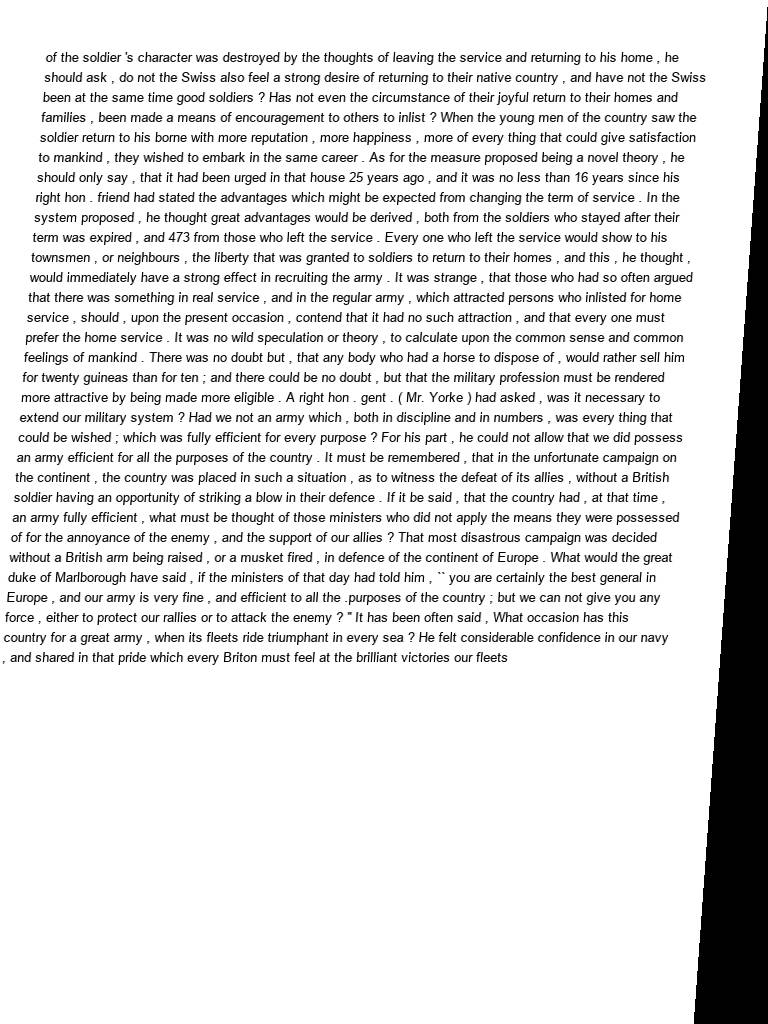 of the soldier 's character was destroyed by the thoughts of leaving the service and returning to his home , he
should ask , do not the Swiss also feel a strong desire of returning to their native country , and have not the Swiss
been at the same time good soldiers ? Has not even the circumstance of their joyful return to their homes and
families , been made a means of encouragement to others to inlist ? When the young men of the country saw the
soldier return to his borne with more reputation , more happiness , more of every thing that could give satisfaction
to mankind , they wished to embark in the same career . As for the measure proposed being a novel theory , he
should only say , that it had been urged in that house 25 years ago , and it was no less than 16 years since his
right hon . friend had stated the advantages which might be expected from changing the term of service . In the
system proposed , he thought great advantages would be derived , both from the soldiers who stayed after their
term was expired , and 473 from those who left the service . Every one who left the service would show to his
townsmen , or neighbours , the liberty that was granted to soldiers to return to their homes , and this , he thought ,
would immediately have a strong effect in recruiting the army . It was strange , that those who had so often argued
that there was something in real service , and in the regular army , which attracted persons who inlisted for home
service , should , upon the present occasion , contend that it had no such attraction , and that every one must
prefer the home service . It was no wild speculation or theory , to calculate upon the common sense and common
feelings of mankind . There was no doubt but , that any body who had a horse to dispose of , would rather sell him
for twenty guineas than for ten ; and there could be no doubt , but that the military profession must be rendered
more attractive by being made more eligible . A right hon . gent . ( Mr. Yorke ) had asked , was it necessary to
extend our military system ? Had we not an army which , both in discipline and in numbers , was every thing that
could be wished ; which was fully efficient for every purpose ? For his part , he could not allow that we did possess
an army efficient for all the purposes of the country . It must be remembered , that in the unfortunate campaign on
the continent , the country was placed in such a situation , as to witness the defeat of its allies , without a British
soldier having an opportunity of striking a blow in their defence . If it be said , that the country had , at that time ,
an army fully efficient , what must be thought of those ministers who did not apply the means they were possessed
of for the annoyance of the enemy , and the support of our allies ? That most disastrous campaign was decided
without a British arm being raised , or a musket fired , in defence of the continent of Europe . What would the great
duke of Marlborough have said , if the ministers of that day had told him , `` you are certainly the best general in
Europe , and our army is very fine , and efficient to all the .purposes of the country ; but we can not give you any
force , either to protect our rallies or to attack the enemy ? " It has been often said , What occasion has this
country for a great army , when its fleets ride triumphant in every sea ? He felt considerable confidence in our navy
, and shared in that pride which every Briton must feel at the brilliant victories our fleets